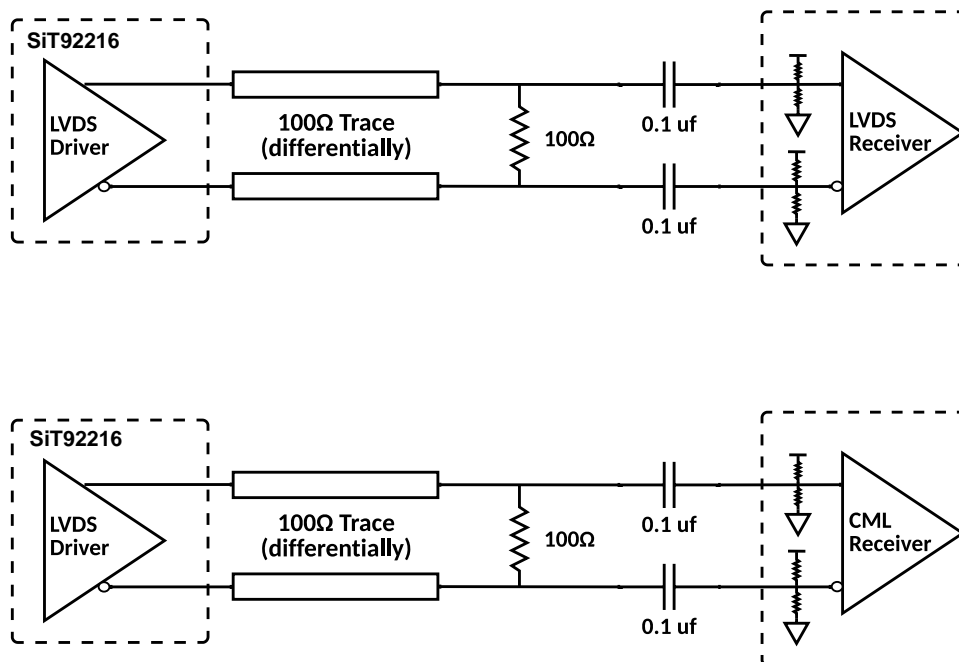 SiT92216
LVDS
Driver
100Ω Trace
(differentially)
100Ω
0.1 uf
0.1 uf
LVDS
Receiver
SiT92216
LVDS
Driver
100Ω Trace
(differentially)
100Ω
0.1 uf
0.1 uf
CML
Receiver